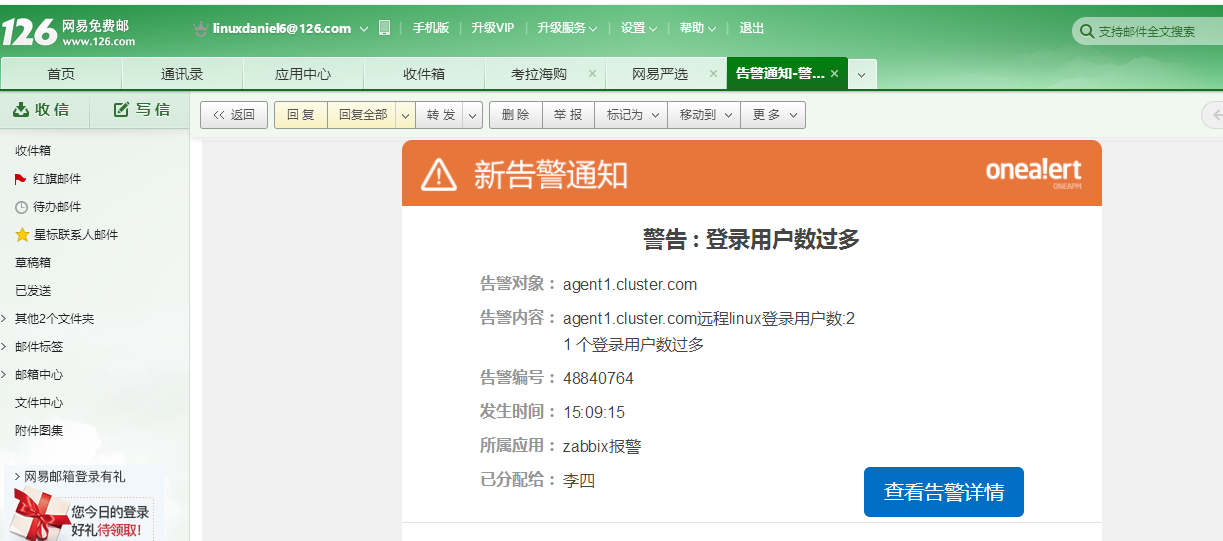 126 网易免费邮
www.126.com
linuxdaniel6@126.com
手机版 | 升级VIP | 升级服务 | 设置 | 帮助 | 退出
支持邮件全文搜索
首页 通讯录 应用中心 收件箱 考拉海购 × 网易严选 × 告警通知-警... ×
收信 写信
<< 返回 回复 回复全部 转发 删除 举报 标记为 移动到 更多
收件箱
红旗邮件
待办邮件
星标联系人邮件
草稿箱
已发送
其他2个文件夹
邮件标签
邮箱中心
文件中心
附件图集
网易邮箱登录有礼
您今日的登录
好礼待领取!
新告警通知
onealert
ONEAPM
警告：登录用户数过多
告警对象： agent1.cluster.com
告警内容： agent1.cluster.com远程linux登录用户数:2
1 个登录用户数过多
告警编号： 48840764
发生时间： 15:09:15
所属应用： zabbix报警
已分配给： 李四
查看告警详情